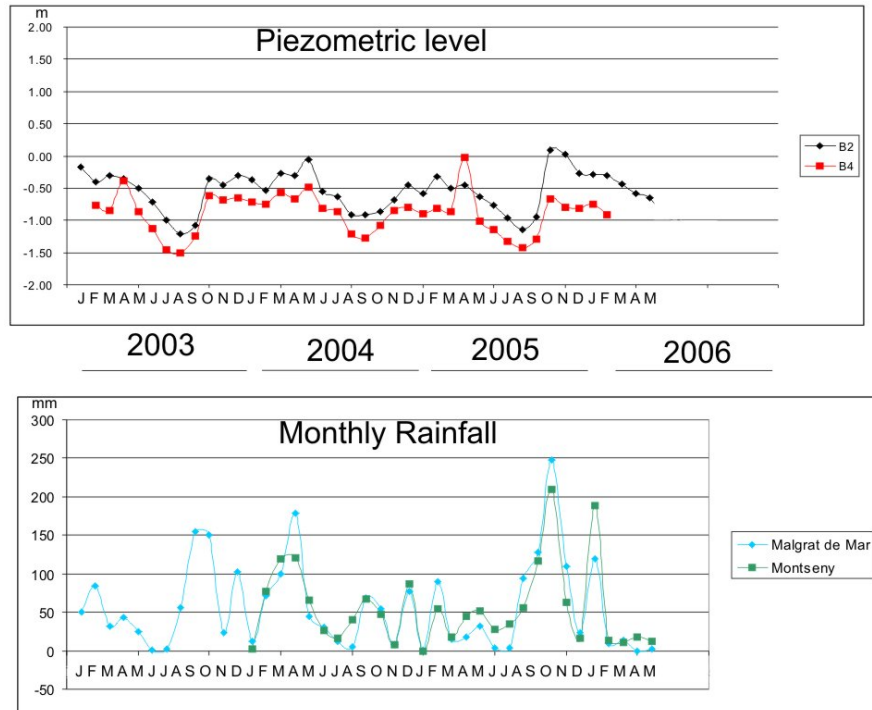 m
Piezometric level
2.00
1.50
1.00
0.50
0.00
-0.50
-1.00
-1.50
-2.00
J F M A M J J A S O N D J F M A M J J A S O N D J F M A M J J A S O N D J F M A M
B2
B4
2003 2004 2005 2006
mm
Monthly Rainfall
300
250
200
150
100
50
0
-50
J F M A M J J A S O N D J F M A M J J A S O N D J F M A M J J A S O N D J F M A M
Malgrat de Mar
Montseny